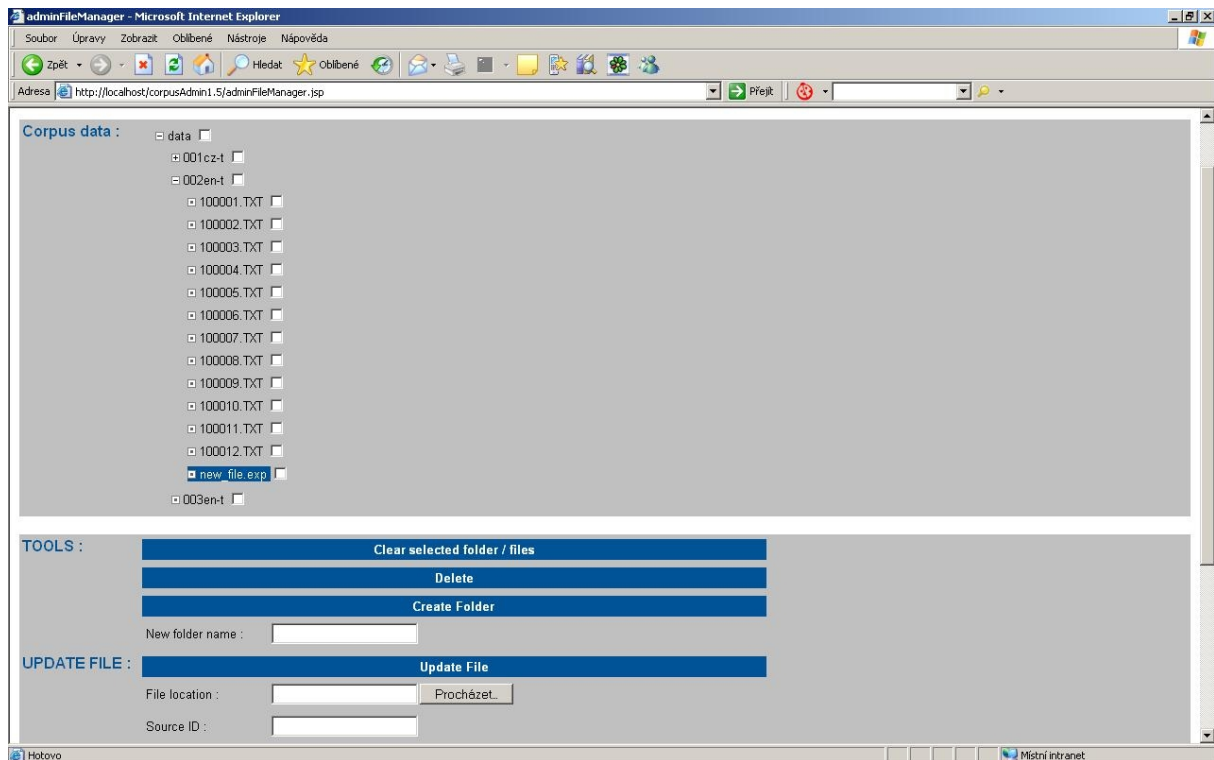 adminFileManager - Microsoft Internet Explorer
Soubor Úpravy Zobrazit Oblíbené Nástroje Nápověda
Zpět Hledat Oblíbené
Adresa http://localhost/corpusAdmin1.5/adminFileManager.jsp Přejít
Corpus data :
data
001cz-t
002en-t
100001.TXT
100002.TXT
100003.TXT
100004.TXT
100005.TXT
100006.TXT
100007.TXT
100008.TXT
100009.TXT
100010.TXT
100011.TXT
100012.TXT
new_file.exp
003en-t
TOOLS :
Clear selected folder / files
Delete
Create Folder
New folder name :
UPDATE FILE :
Update File
File location : Procházet...
Source ID :
Hotovo Místní intranet